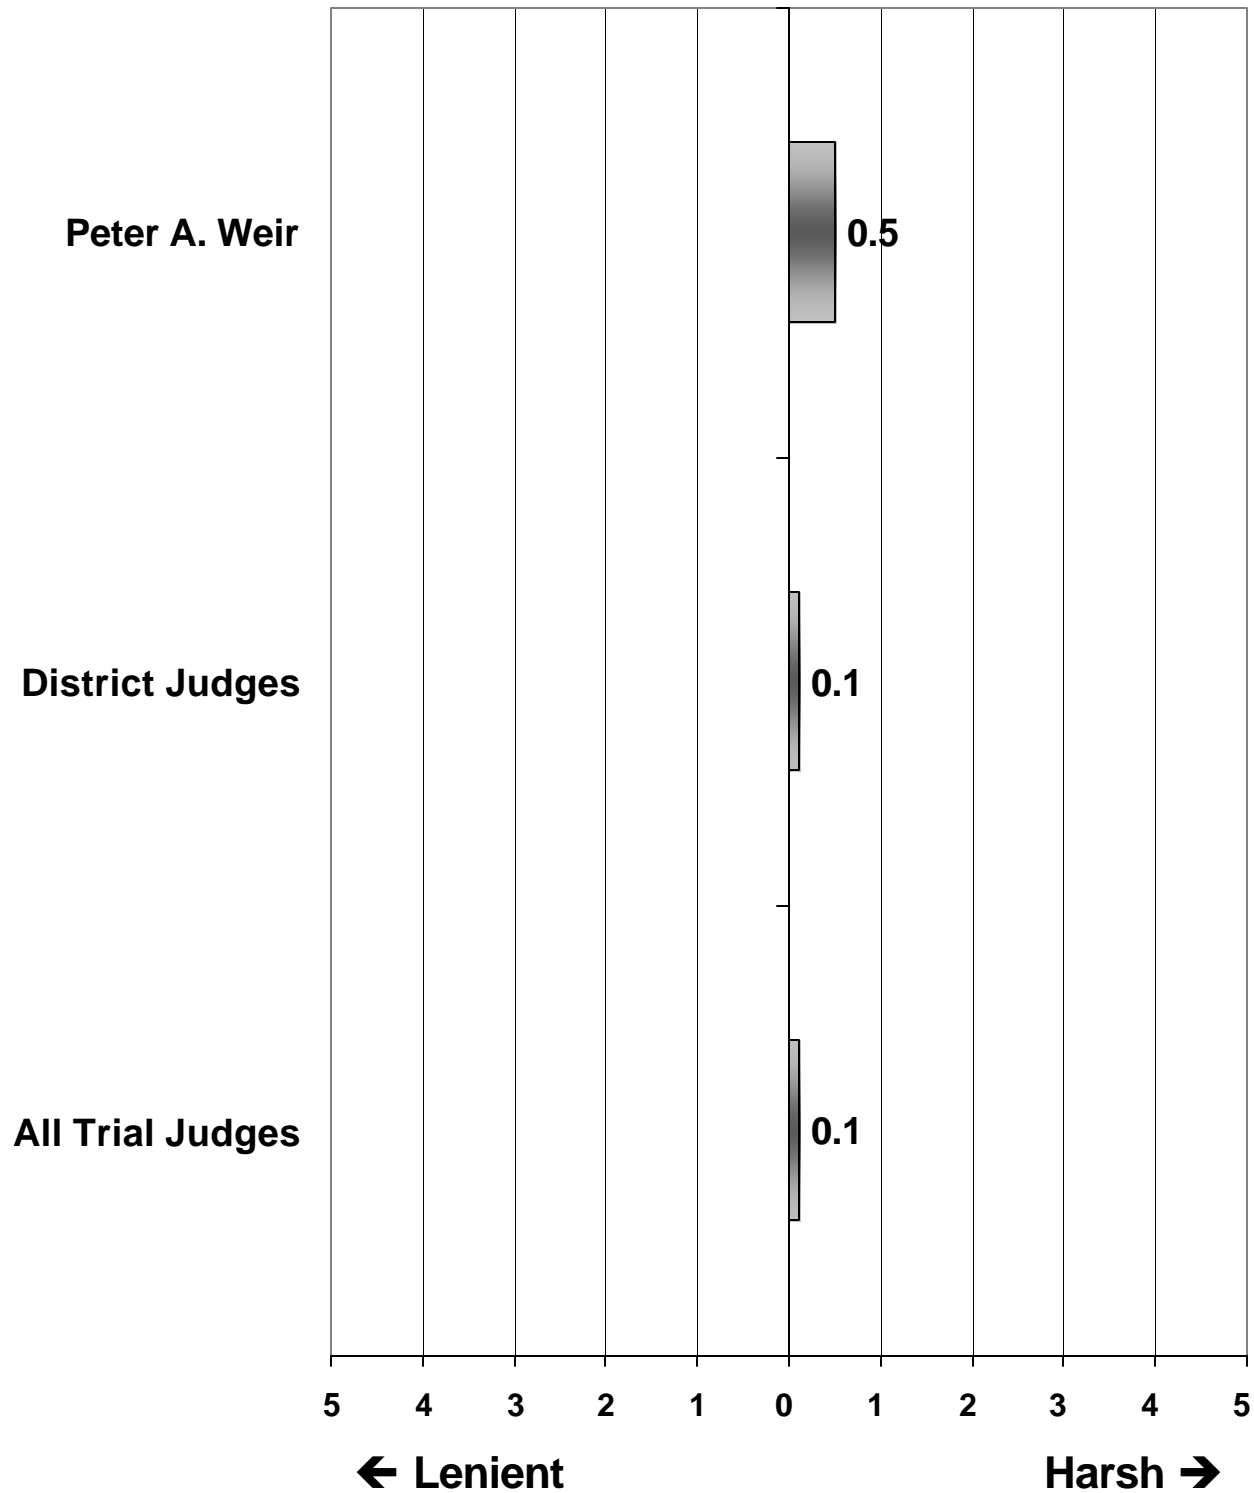 Peter A. Weir
0.5
District Judges
0.1
All Trial Judges
0.1
5 4 3 2 1 0 1 2 3 4 5
← Lenient Harsh →